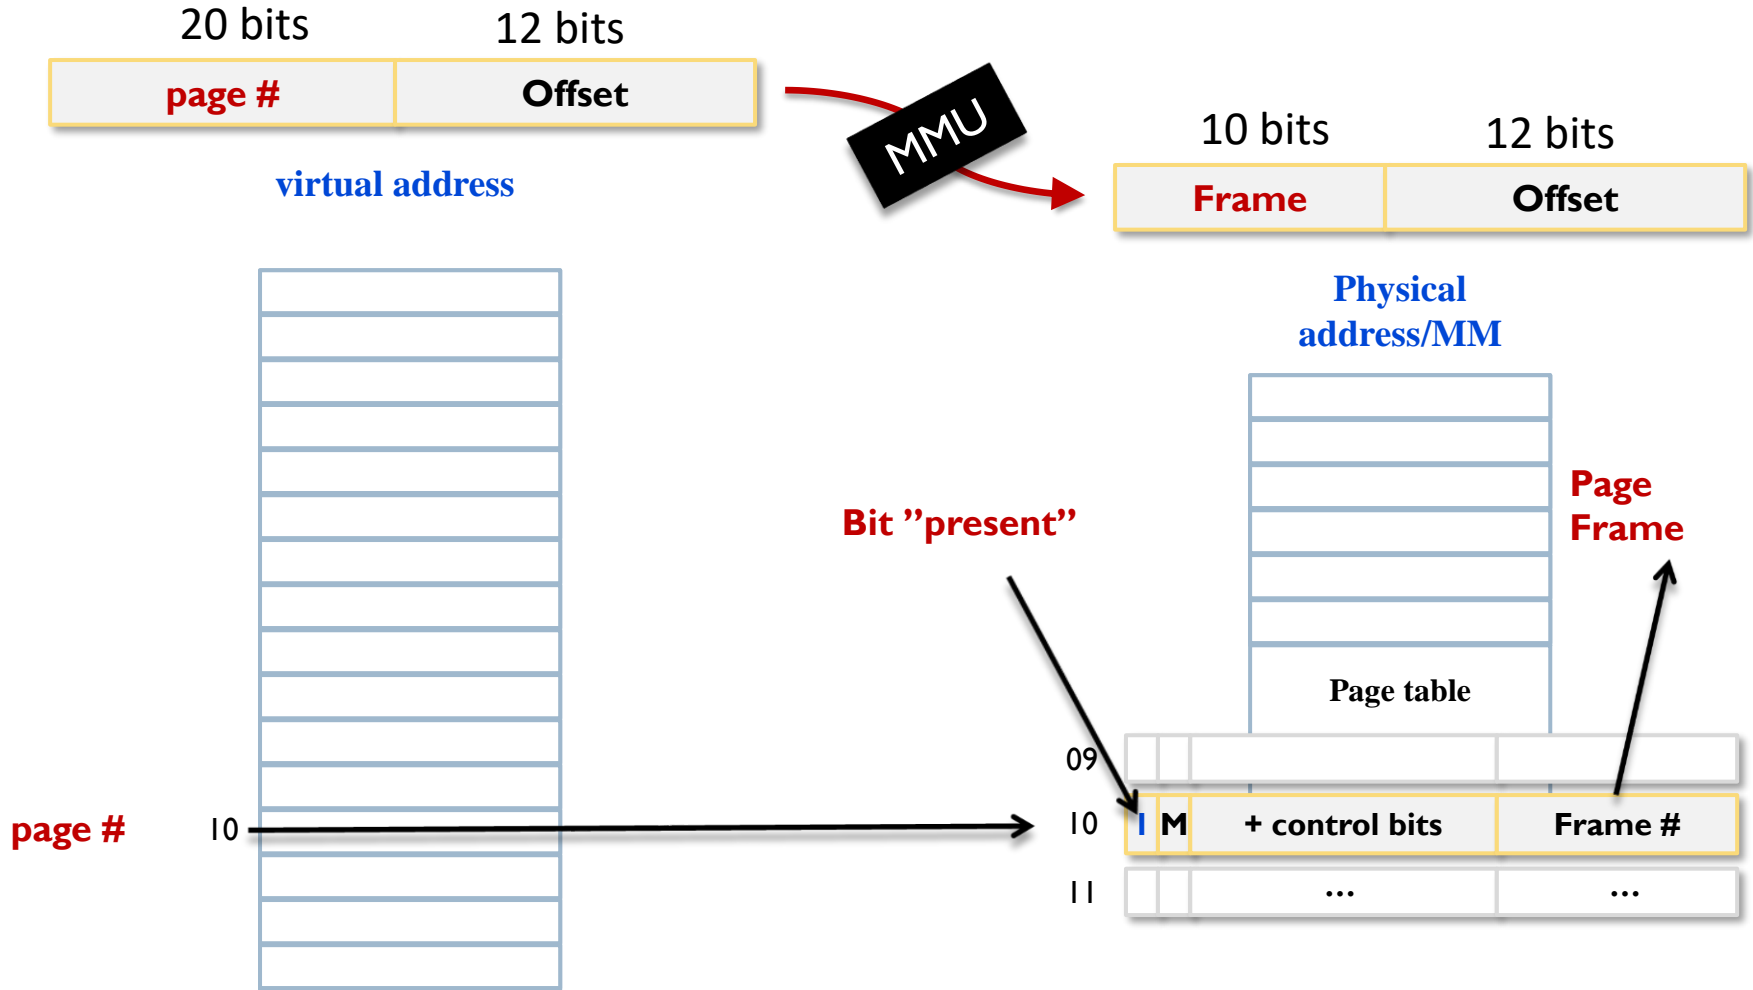 20 bits
12 bits
page #
Offset
MMU
virtual address
10 bits
12 bits
Frame
Offset
Physical
address/MM
Page
Frame
Bit ”present”
Page table
09
page #
10
10
1
M
+ control bits
Frame #
11
...
...